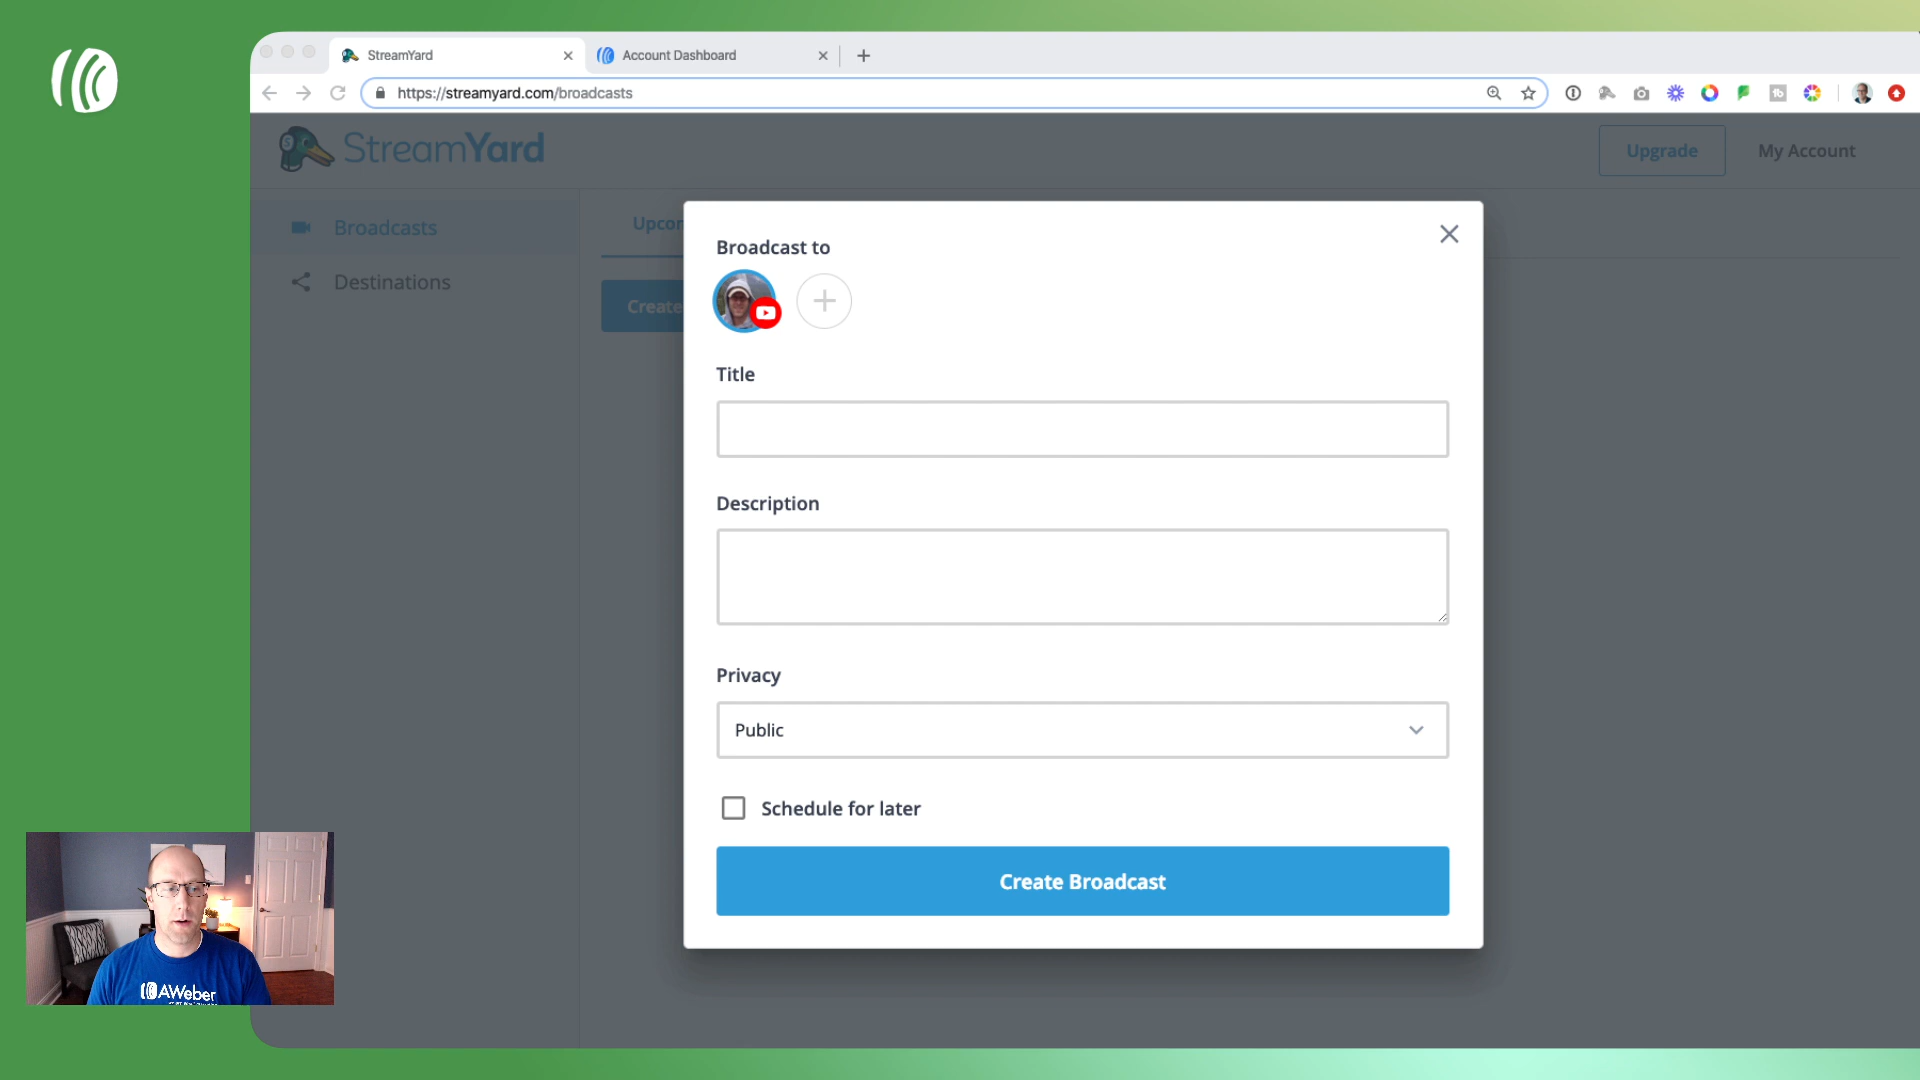 StreamYard
Account Dashboard
https://streamyard.com/broadcasts
StreamYard
Upgrade
My Account
Broadcasts
Destinations
Upcom
Create
Broadcast to
Title
Description
Privacy
Public
Schedule for later
Create Broadcast
AWeber